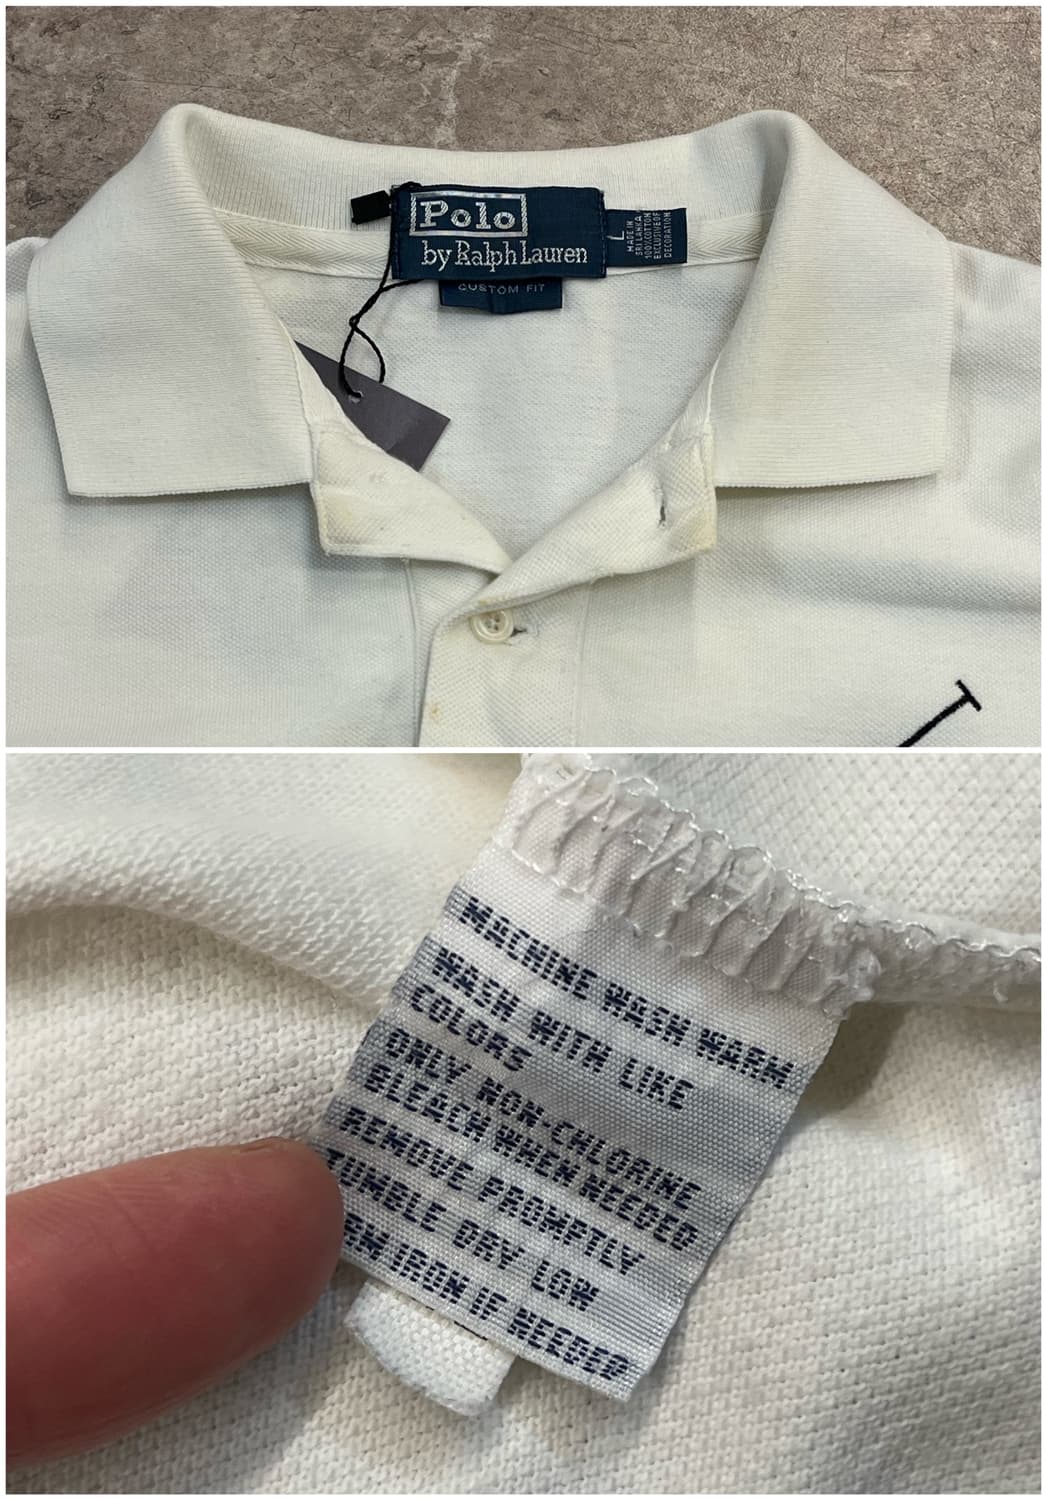 Polo
by Ralph Lauren
CUSTOM FIT
L
MADE IN
SRI LANKA
100% COTTON
EXCLUSIVE OF
DECORATION
MACHINE WASH WARM
WASH WITH LIKE
COLORS
ONLY NON-CHLORINE
BLEACH WHEN NEEDED
REMOVE PROMPTLY
TUMBLE DRY LOW
IRON IF NEEDED